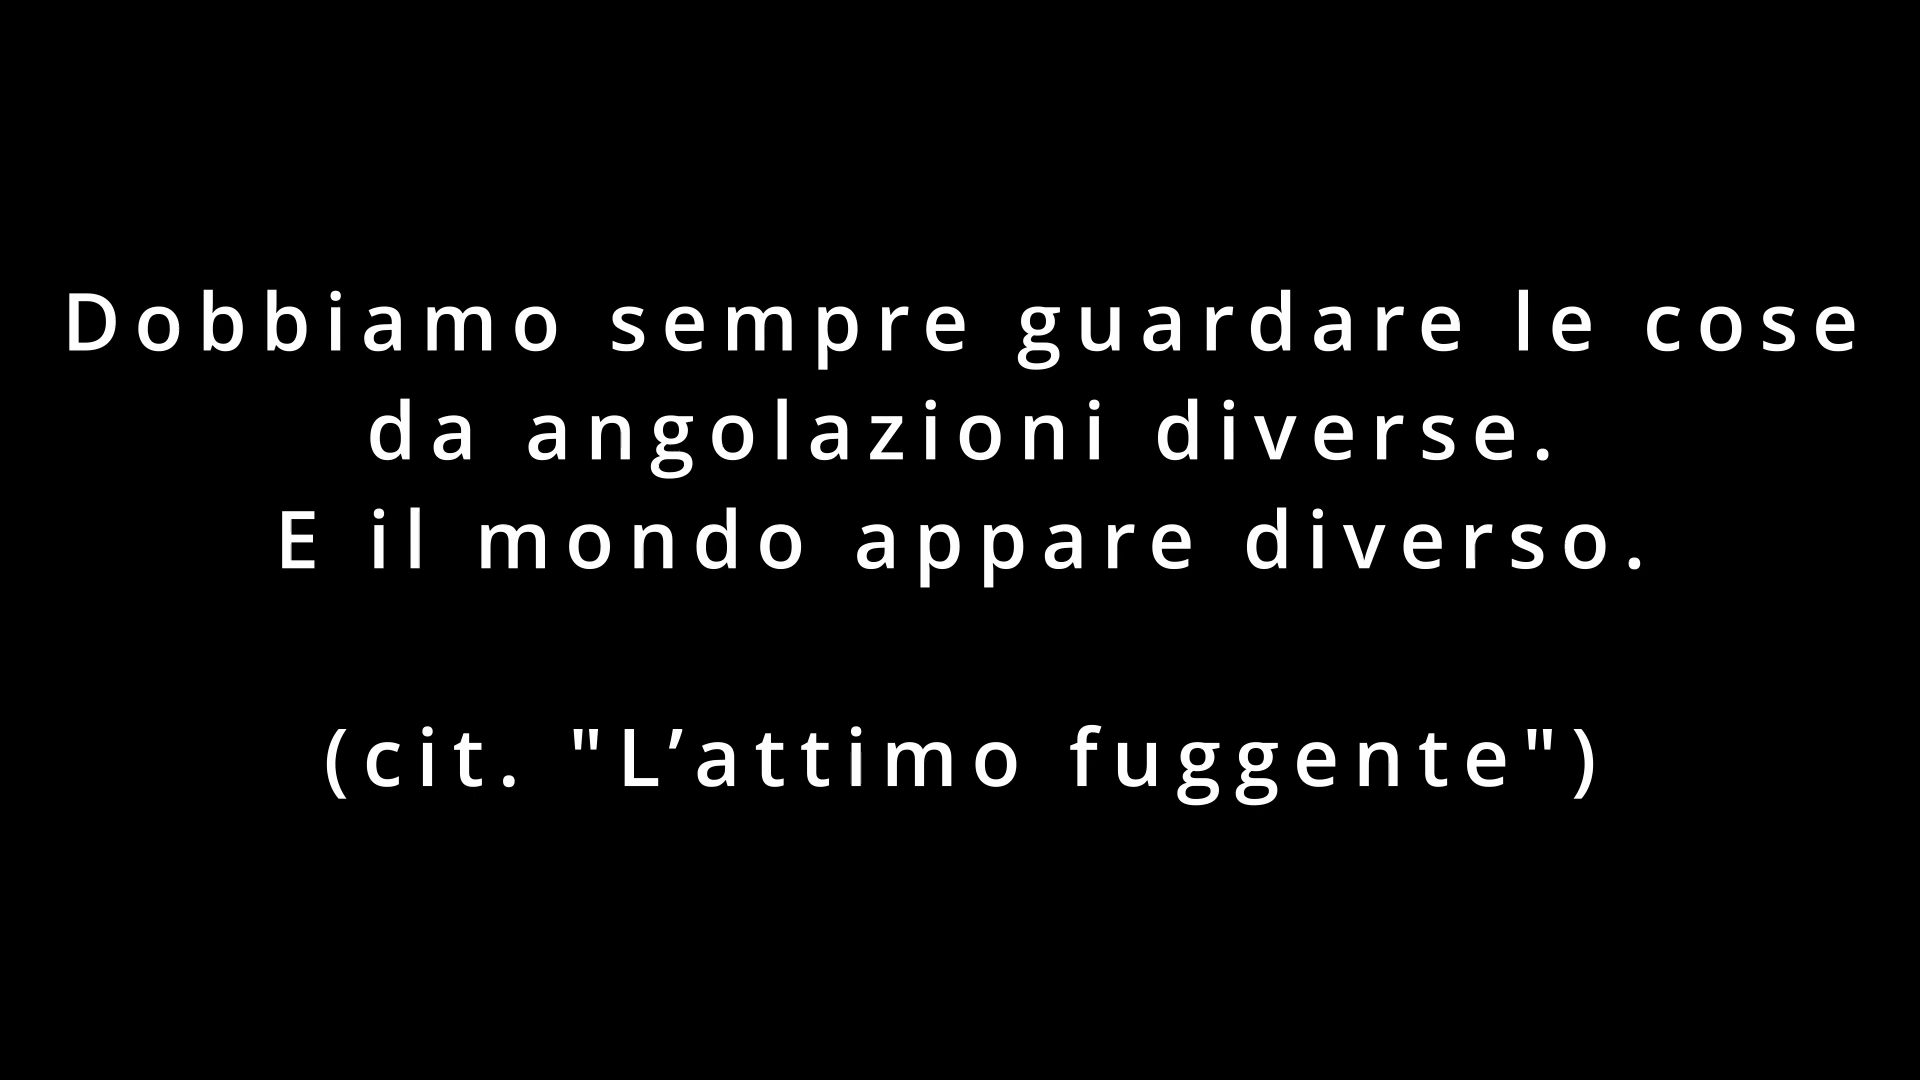 Dobbiamo sempre guardare le cose
da angolazioni diverse.
E il mondo appare diverso.
(cit. "L’attimo fuggente")